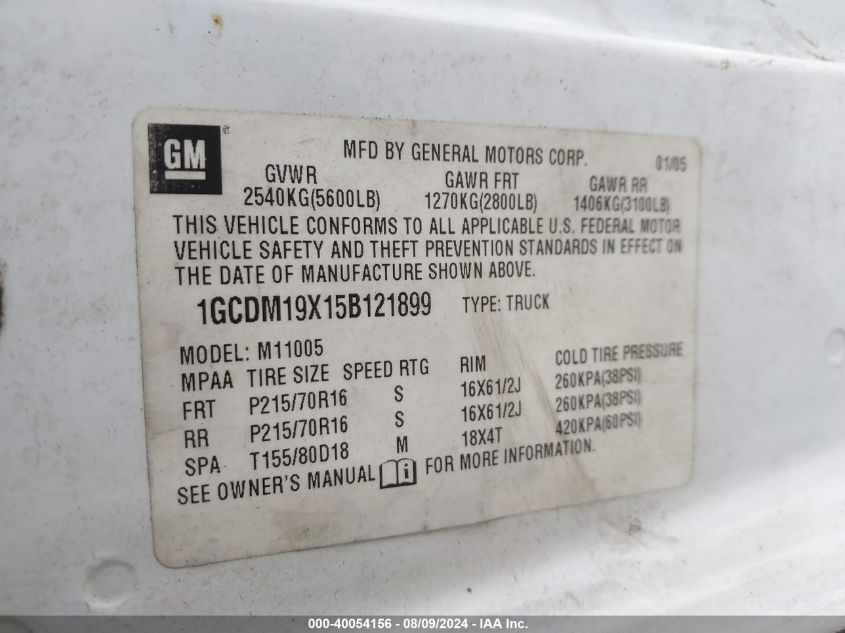 GM ®
MFD BY GENERAL MOTORS CORP. 01/05
GVWR GAWR FRT GAWR RR
2540KG(5600LB) 1270KG(2800LB) 1406KG(3100LB)
THIS VEHICLE CONFORMS TO ALL APPLICABLE U.S. FEDERAL MOTOR
VEHICLE SAFETY AND THEFT PREVENTION STANDARDS IN EFFECT ON
THE DATE OF MANUFACTURE SHOWN ABOVE.
1GCDM19X15B121899 TYPE: TRUCK
MODEL: M11005
MPAA TIRE SIZE SPEED RTG RIM COLD TIRE PRESSURE
FRT P215/70R16 S 16X61/2J 260KPA(38PSI)
RR P215/70R16 S 16X61/2J 260KPA(38PSI)
SPA T155/80D18 M 18X4T 420KPA(60PSI)
SEE OWNER'S MANUAL FOR MORE INFORMATION.
000-40054156 - 08/09/2024 - IAA Inc.